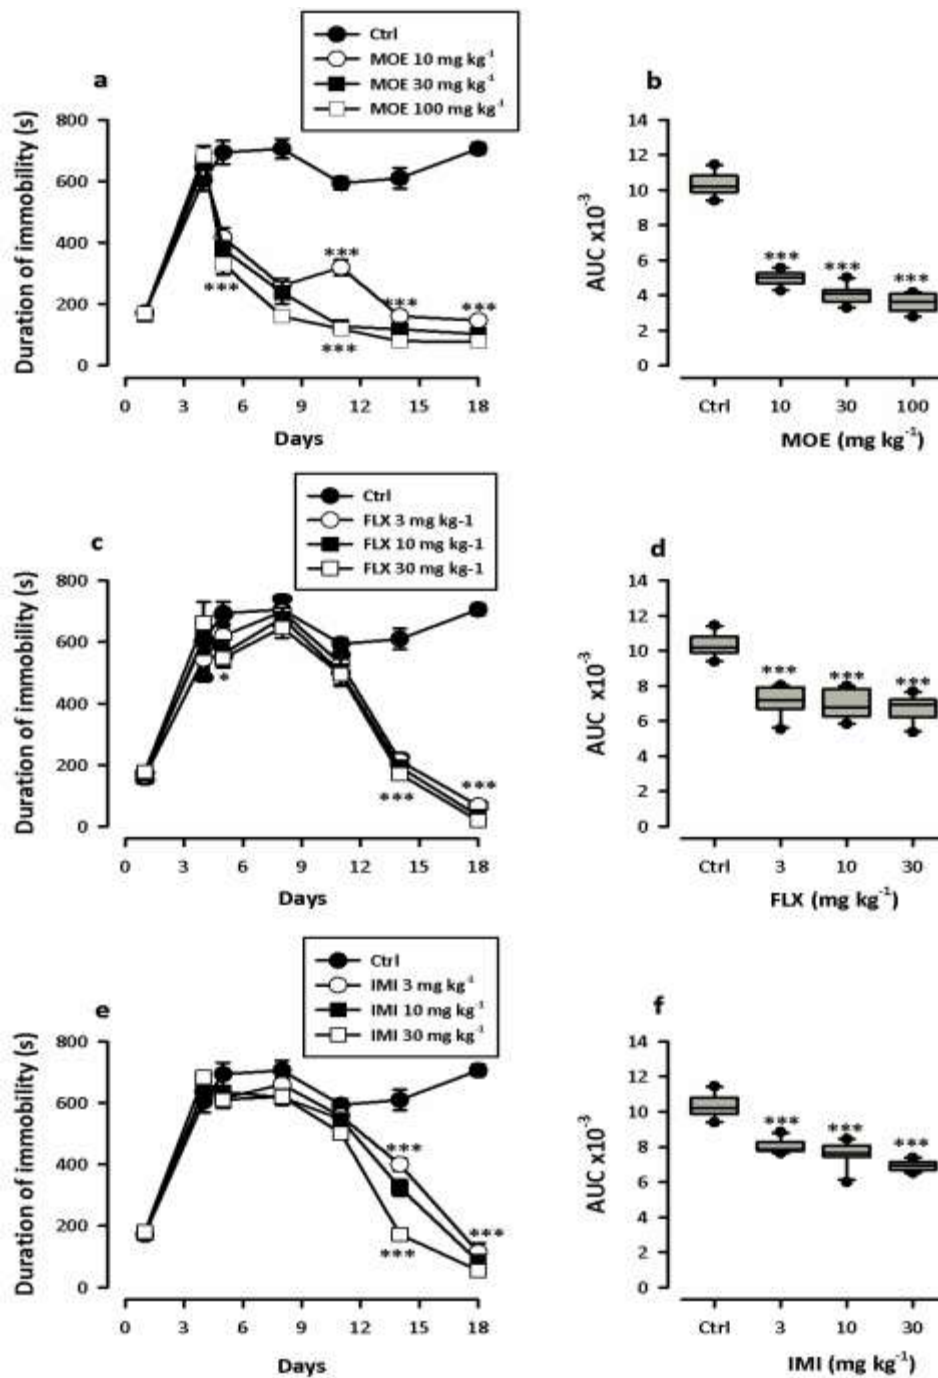 Ctrl
MOE 10 mg kg⁻¹
MOE 30 mg kg⁻¹
MOE 100 mg kg⁻¹
a
Duration of immobility (s)
800
600
400
200
0
***
***
***
***
***
0 3 6 9 12 15 18
Days
b
AUC x10⁻³
14
12
10
8
6
4
2
0
***
***
***
Ctrl 10 30 100
MOE (mg kg⁻¹)
Ctrl
FLX 3 mg kg-1
FLX 10 mg kg-1
FLX 30 mg kg-1
c
Duration of immobility (s)
800
600
400
200
0
*
***
***
0 3 6 9 12 15 18
Days
d
AUC x10⁻³
14
12
10
8
6
4
2
0
***
***
***
Ctrl 3 10 30
FLX (mg kg⁻¹)
Ctrl
IMI 3 mg kg⁻¹
IMI 10 mg kg⁻¹
IMI 30 mg kg⁻¹
e
Duration of immobility (s)
800
600
400
200
0
***
***
***
0 3 6 9 12 15 18
Days
f
AUC x10⁻³
14
12
10
8
6
4
2
0
***
***
***
Ctrl 3 10 30
IMI (mg kg⁻¹)